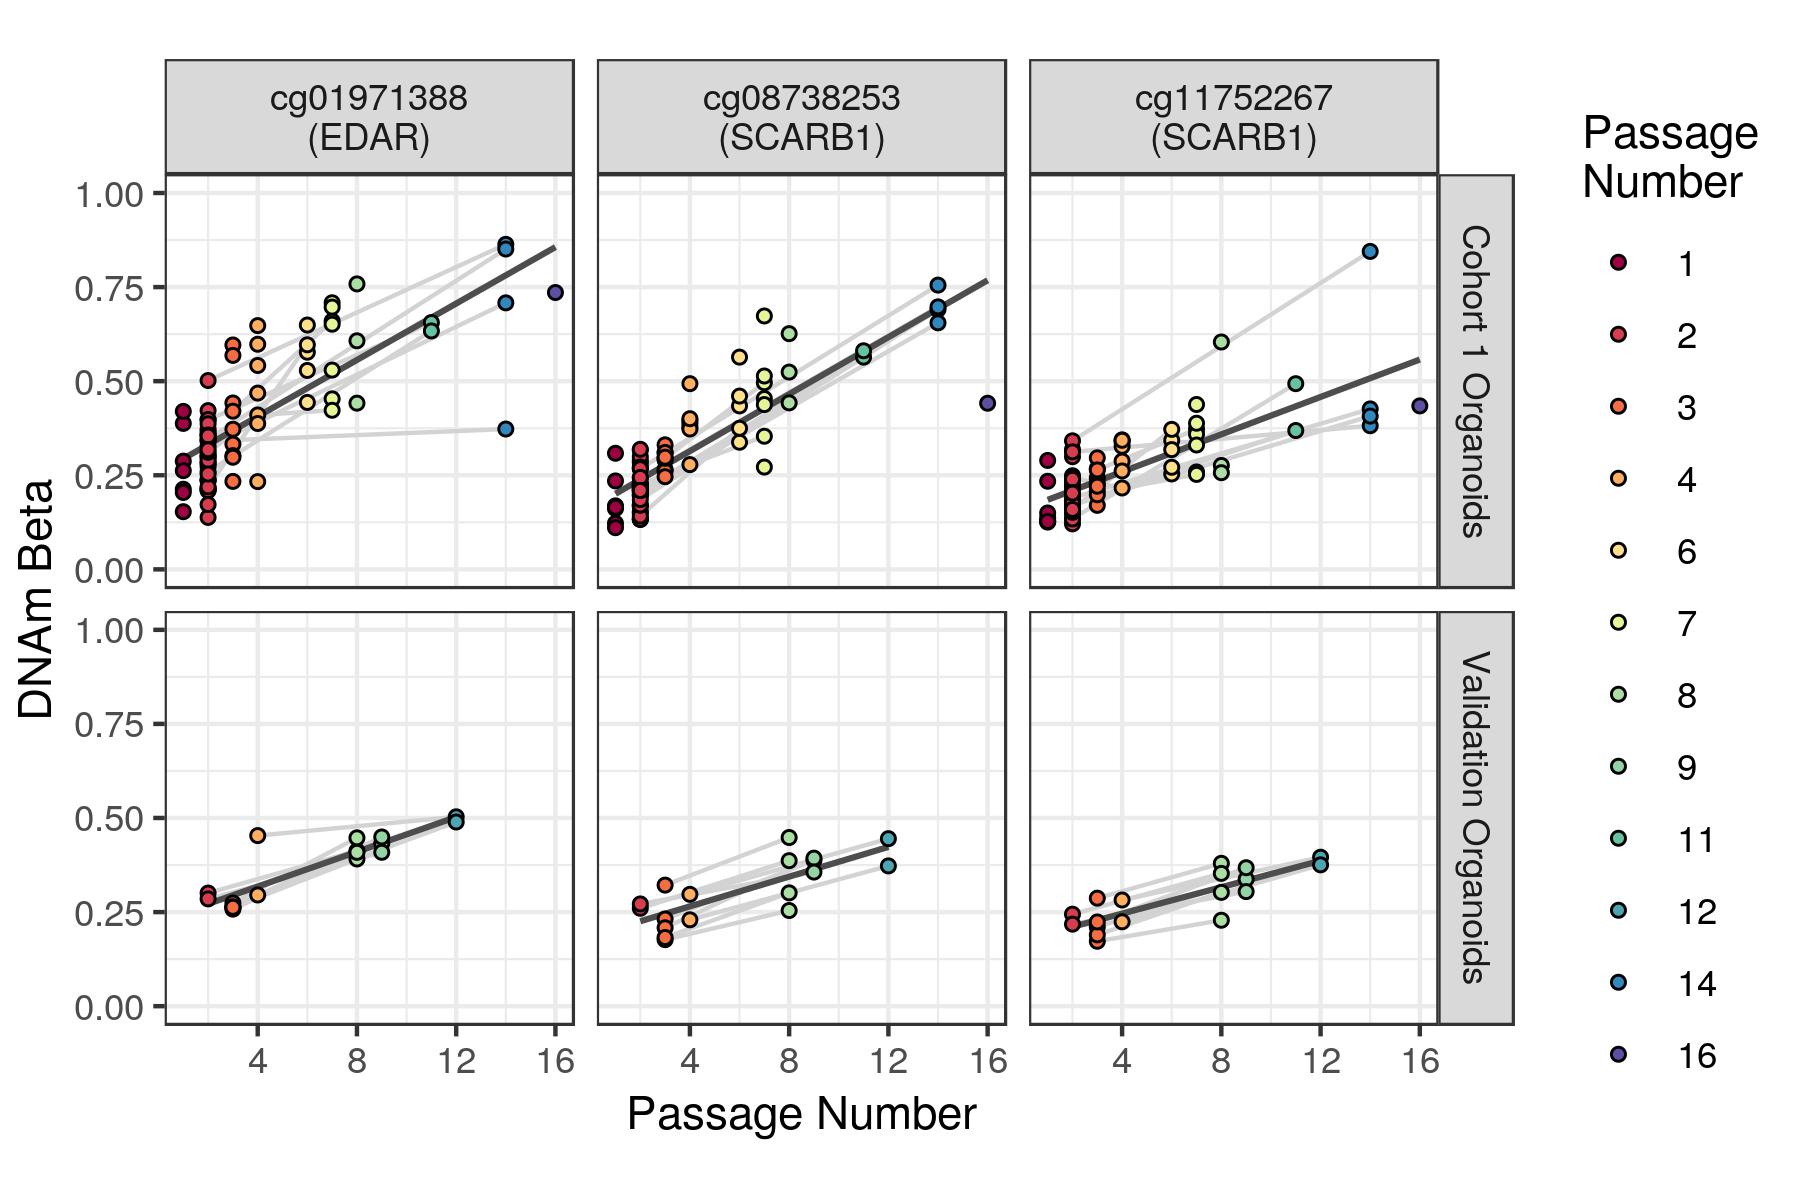 cg01971388
(EDAR)
cg08738253
(SCARB1)
cg11752267
(SCARB1)
Cohort 1 Organoids
Validation Organoids
DNAm Beta
1.00
0.75
0.50
0.25
0.00
1.00
0.75
0.50
0.25
0.00
4 8 12 16
4 8 12 16
4 8 12 16
Passage Number
Passage
Number
1
2
3
4
6
7
8
9
11
12
14
16